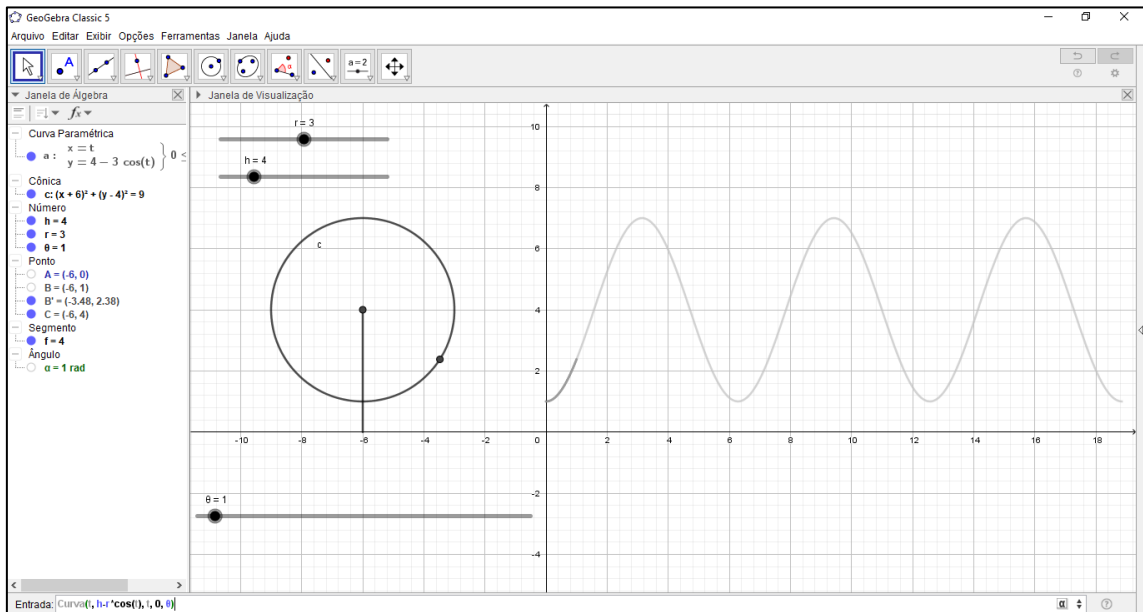 GeoGebra Classic 5
Arquivo Editar Exibir Opções Ferramentas Janela Ajuda
A
α
a=2
Janela de Álgebra
Janela de Visualização
fx
Curva Paramétrica
a : x = t
y = 4 − 3 cos(t) } 0 ≤
Cônica
c: (x + 6)² + (y - 4)² = 9
Número
h = 4
r = 3
θ = 1
Ponto
A = (-6, 0)
B = (-6, 1)
B' = (-3.48, 2.38)
C = (-6, 4)
Segmento
f = 4
Ângulo
α = 1 rad
r = 3
h = 4
c
θ = 1
10
8
6
4
2
0
-2
-4
-10 -8 -6 -4 -2 2 4 6 8 10 12 14 16 18
Entrada: Curva(t, h-r*cos(t), t, 0, θ)
α